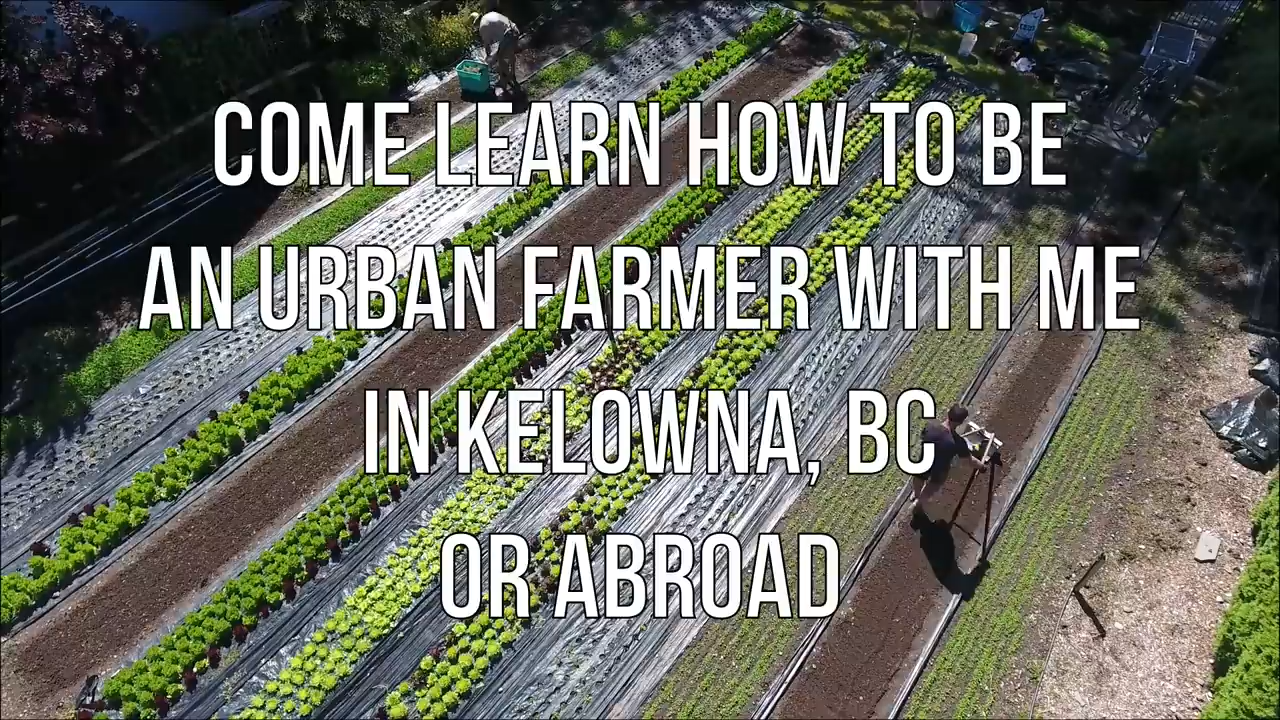 COME LEARN HOW TO BE
AN URBAN FARMER WITH ME
IN KELOWNA, BC
OR ABROAD